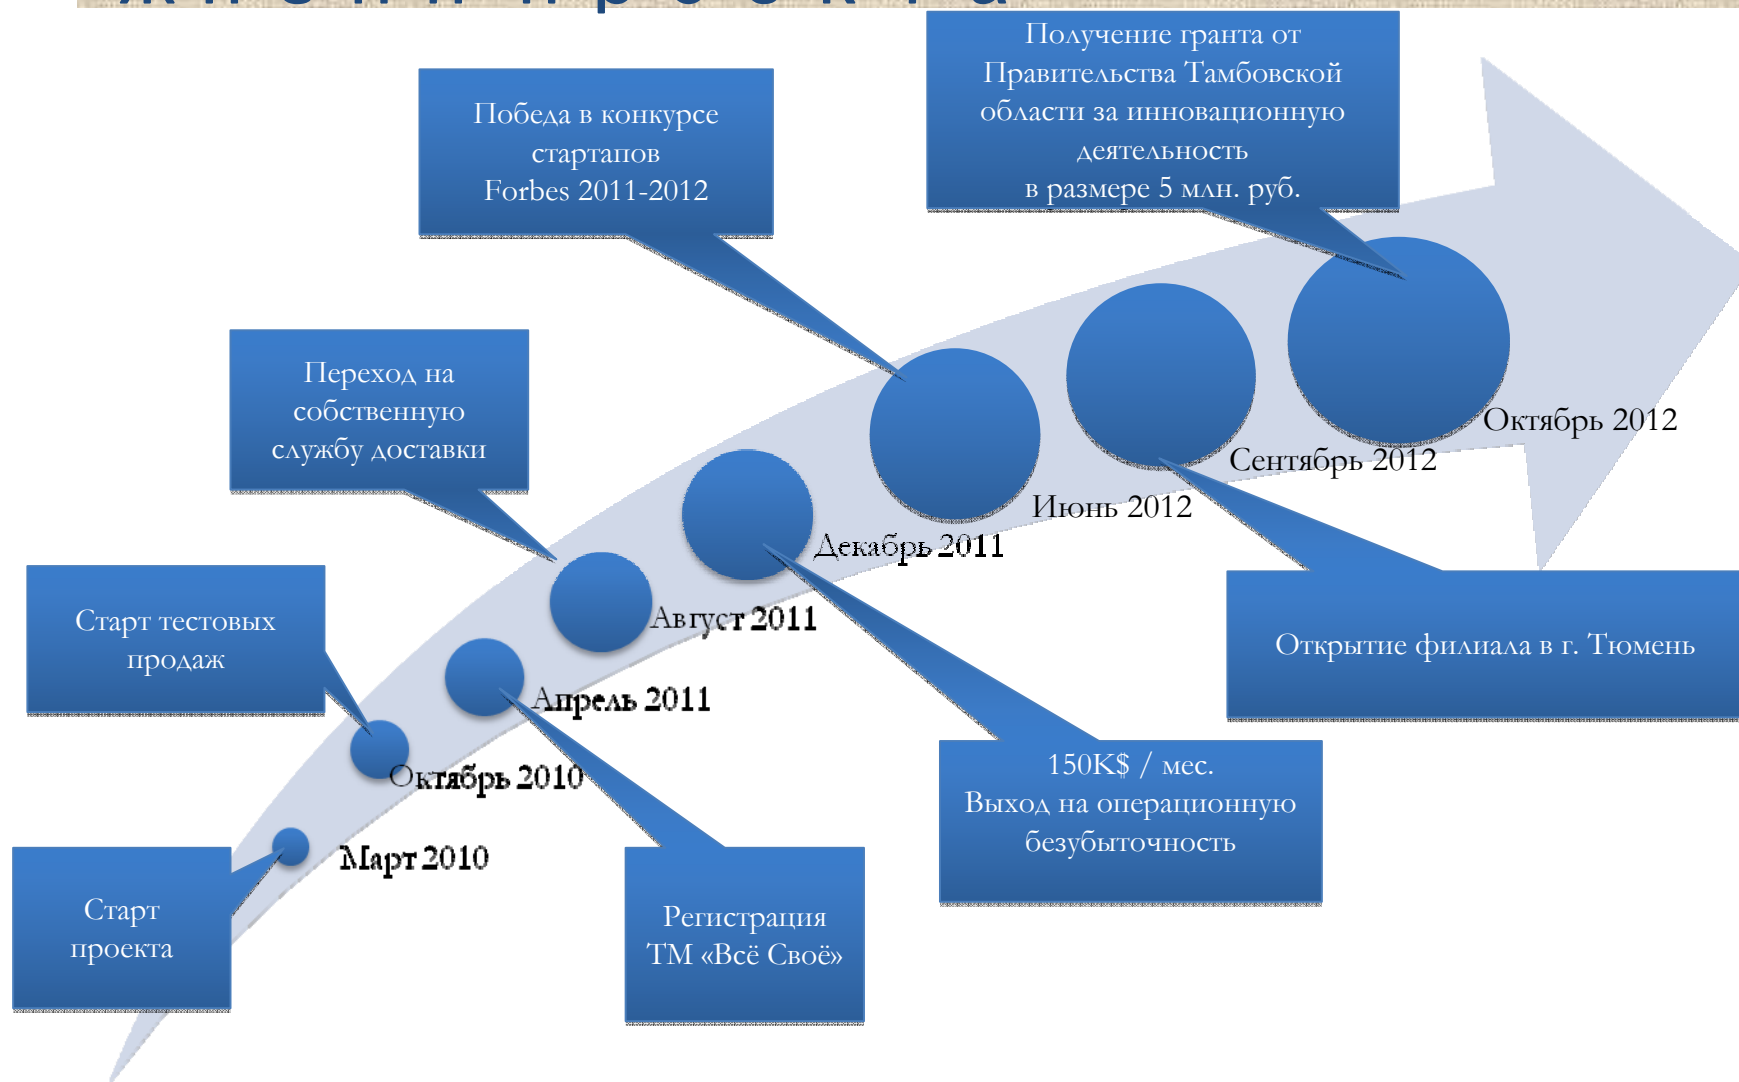 жизни проекта
Получение гранта от
Правительства Тамбовской
области за инновационную
деятельность
в размере 5 млн. руб.
Победа в конкурсе
стартапов
Forbes 2011-2012
Переход на
собственную
службу доставки
Октябрь 2012
Сентябрь 2012
Июнь 2012
Декабрь 2011
Старт тестовых
продаж
Август 2011
Открытие филиала в г. Тюмень
Апрель 2011
Октябрь 2010
150K$ / мес.
Выход на операционную
безубыточность
Март 2010
Старт
проекта
Регистрация
ТМ «Всё Своё»